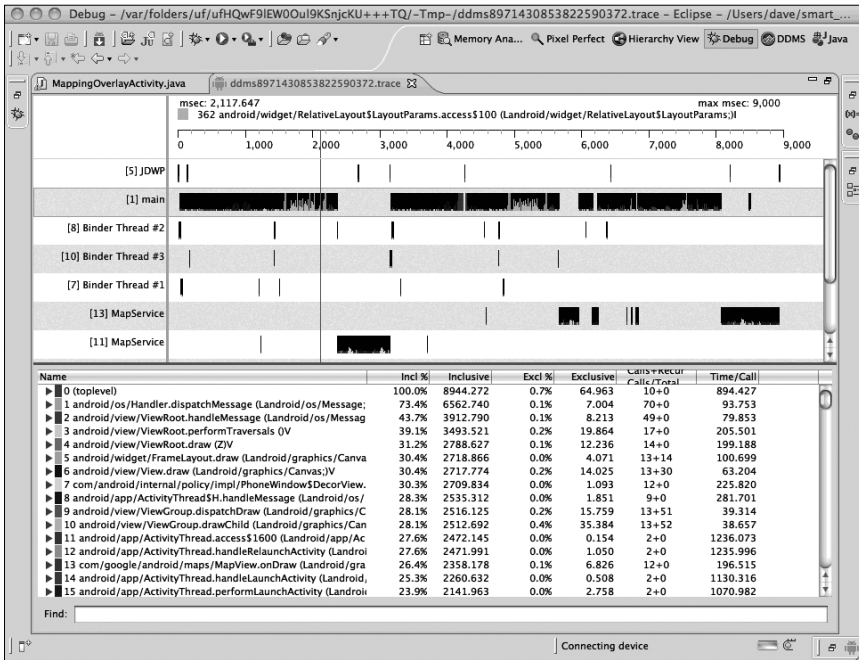 Debug – /var/folders/uf/ufHQwF9lEW0Oul9KSnjcKU+++TQ/-Tmp-/ddms8971430853822590372.trace – Eclipse – /Users/dave/smart_...
Memory Ana... Pixel Perfect Hierarchy View Debug DDMS Java
MappingOverlayActivity.java ddms8971430853822590372.trace
msec: 2,117.647 max msec: 9,000
362 android/widget/RelativeLayout$LayoutParams.access$100 (Landroid/widget/RelativeLayout$LayoutParams;)I
0 1,000 2,000 3,000 4,000 5,000 6,000 7,000 8,000 9,000
[5] JDWP
[1] main
[8] Binder Thread #2
[10] Binder Thread #3
[7] Binder Thread #1
[13] MapService
[11] MapService
Name Incl % Inclusive Excl % Exclusive Calls+Recur Calls/Total Time/Call
0 (toplevel) 100.0% 8944.272 0.7% 64.963 10+0 894.427
1 android/os/Handler.dispatchMessage (Landroid/os/Message; 73.4% 6562.740 0.1% 7.004 70+0 93.753
2 android/view/ViewRoot.handleMessage (Landroid/os/Messag 43.7% 3912.790 0.1% 8.213 49+0 79.853
3 android/view/ViewRoot.performTraversals ()V 39.1% 3493.521 0.2% 19.864 17+0 205.501
4 android/view/ViewRoot.draw (Z)V 31.2% 2788.627 0.1% 12.236 14+0 199.188
5 android/widget/FrameLayout.draw (Landroid/graphics/Canva 30.4% 2718.866 0.0% 4.071 13+14 100.699
6 android/view/View.draw (Landroid/graphics/Canvas;)V 30.4% 2717.774 0.2% 14.025 13+30 63.204
7 com/android/internal/policy/impl/PhoneWindow$DecorView. 30.3% 2709.834 0.0% 1.093 12+0 225.820
8 android/app/ActivityThread$H.handleMessage (Landroid/os/ 28.3% 2535.312 0.0% 1.851 9+0 281.701
9 android/view/ViewGroup.dispatchDraw (Landroid/graphics/C 28.1% 2516.125 0.2% 15.759 13+51 39.314
10 android/view/ViewGroup.drawChild (Landroid/graphics/Can 28.1% 2512.692 0.4% 35.384 13+52 38.657
11 android/app/ActivityThread.access$1600 (Landroid/app/Ac 27.6% 2472.145 0.0% 0.154 2+0 1236.073
12 android/app/ActivityThread.handleRelaunchActivity (Landroi 27.6% 2471.991 0.0% 1.050 2+0 1235.996
13 com/google/android/maps/MapView.onDraw (Landroid/gra 26.4% 2358.178 0.1% 6.826 12+0 196.515
14 android/app/ActivityThread.handleLaunchActivity (Landroid, 25.3% 2260.632 0.0% 0.508 2+0 1130.316
15 android/app/ActivityThread.performLaunchActivity (Landroid 23.9% 2141.963 0.0% 2.758 2+0 1070.982
Find:
Connecting device